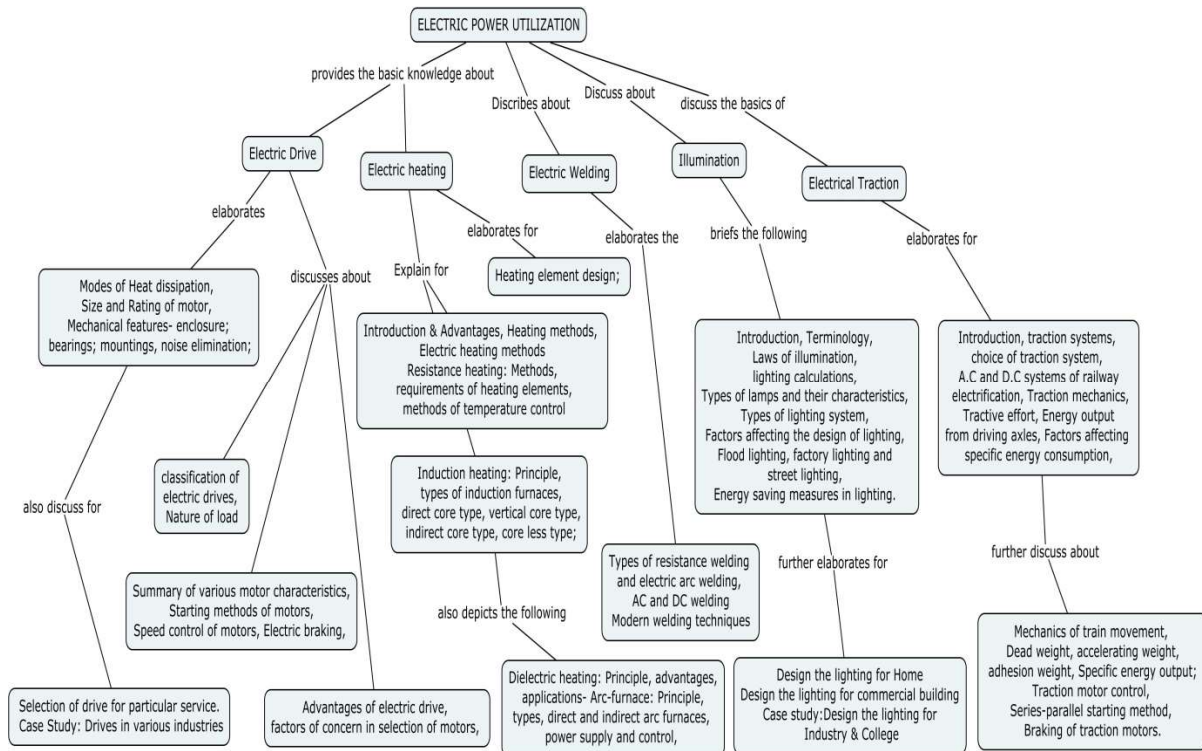 ELECTRIC POWER UTILIZATION
provides the basic knowledge about
Discribes about
Discuss about
discuss the basics of
Electric Drive
Electric heating
Electric Welding
Illumination
Electrical Traction
elaborates
discusses about
Explain for
elaborates for
elaborates the
briefs the following
elaborates for
Modes of Heat dissipation,
Size and Rating of motor,
Mechanical features- enclosure;
bearings; mountings, noise elimination;
Heating element design;
Introduction & Advantages, Heating methods,
Electric heating methods
Resistance heating: Methods,
requirements of heating elements,
methods of temperature control
Introduction, Terminology,
Laws of illumination,
lighting calculations,
Types of lamps and their characteristics,
Types of lighting system,
Factors affecting the design of lighting,
Flood lighting, factory lighting and
street lighting,
Energy saving measures in lighting.
Introduction, traction systems,
choice of traction system,
A.C and D.C systems of railway
electrification, Traction mechanics,
Tractive effort, Energy output
from driving axles, Factors affecting
specific energy consumption,
also discuss for
classification of
electric drives,
Nature of load
Induction heating: Principle,
types of induction furnaces,
direct core type, vertical core type,
indirect core type, core less type;
Summary of various motor characteristics,
Starting methods of motors,
Speed control of motors, Electric braking,
also depicts the following
Types of resistance welding
and electric arc welding,
AC and DC welding
Modern welding techniques
further elaborates for
further discuss about
Selection of drive for particular service.
Case Study: Drives in various industries
Advantages of electric drive,
factors of concern in selection of motors,
Dielectric heating: Principle, advantages,
applications- Arc-furnace: Principle,
types, direct and indirect arc furnaces,
power supply and control,
Design the lighting for Home
Design the lighting for commercial building
Case study:Design the lighting for
Industry & College
Mechanics of train movement,
Dead weight, accelerating weight,
adhesion weight, Specific energy output;
Traction motor control,
Series-parallel starting method,
Braking of traction motors.